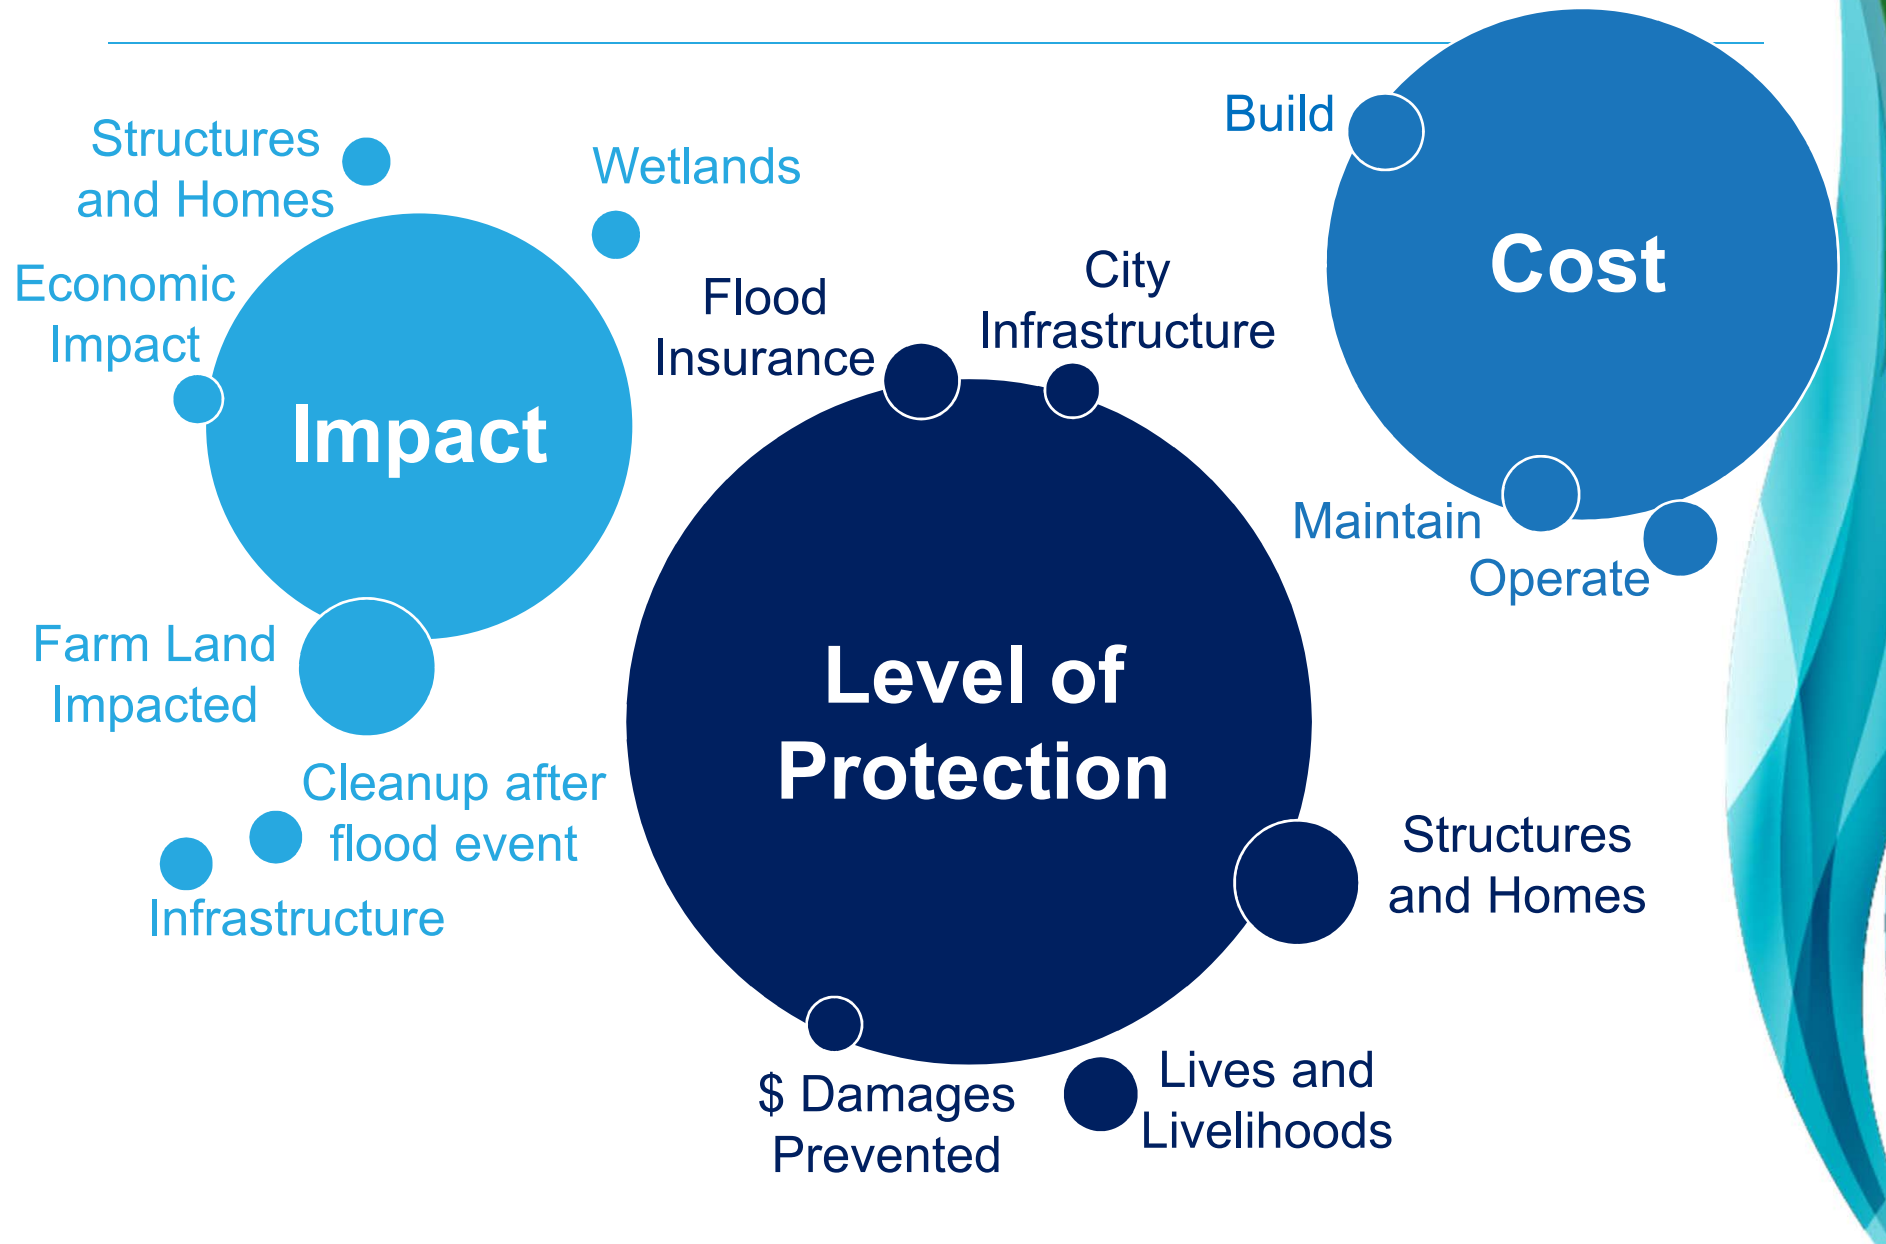 Structures
and Homes
Wetlands
Economic
Impact
Impact
Farm Land
Impacted
Cleanup after
flood event
Infrastructure
Flood
Insurance
City
Infrastructure
Level of
Protection
Structures
and Homes
$ Damages
Prevented
Lives and
Livelihoods
Build
Cost
Maintain
Operate